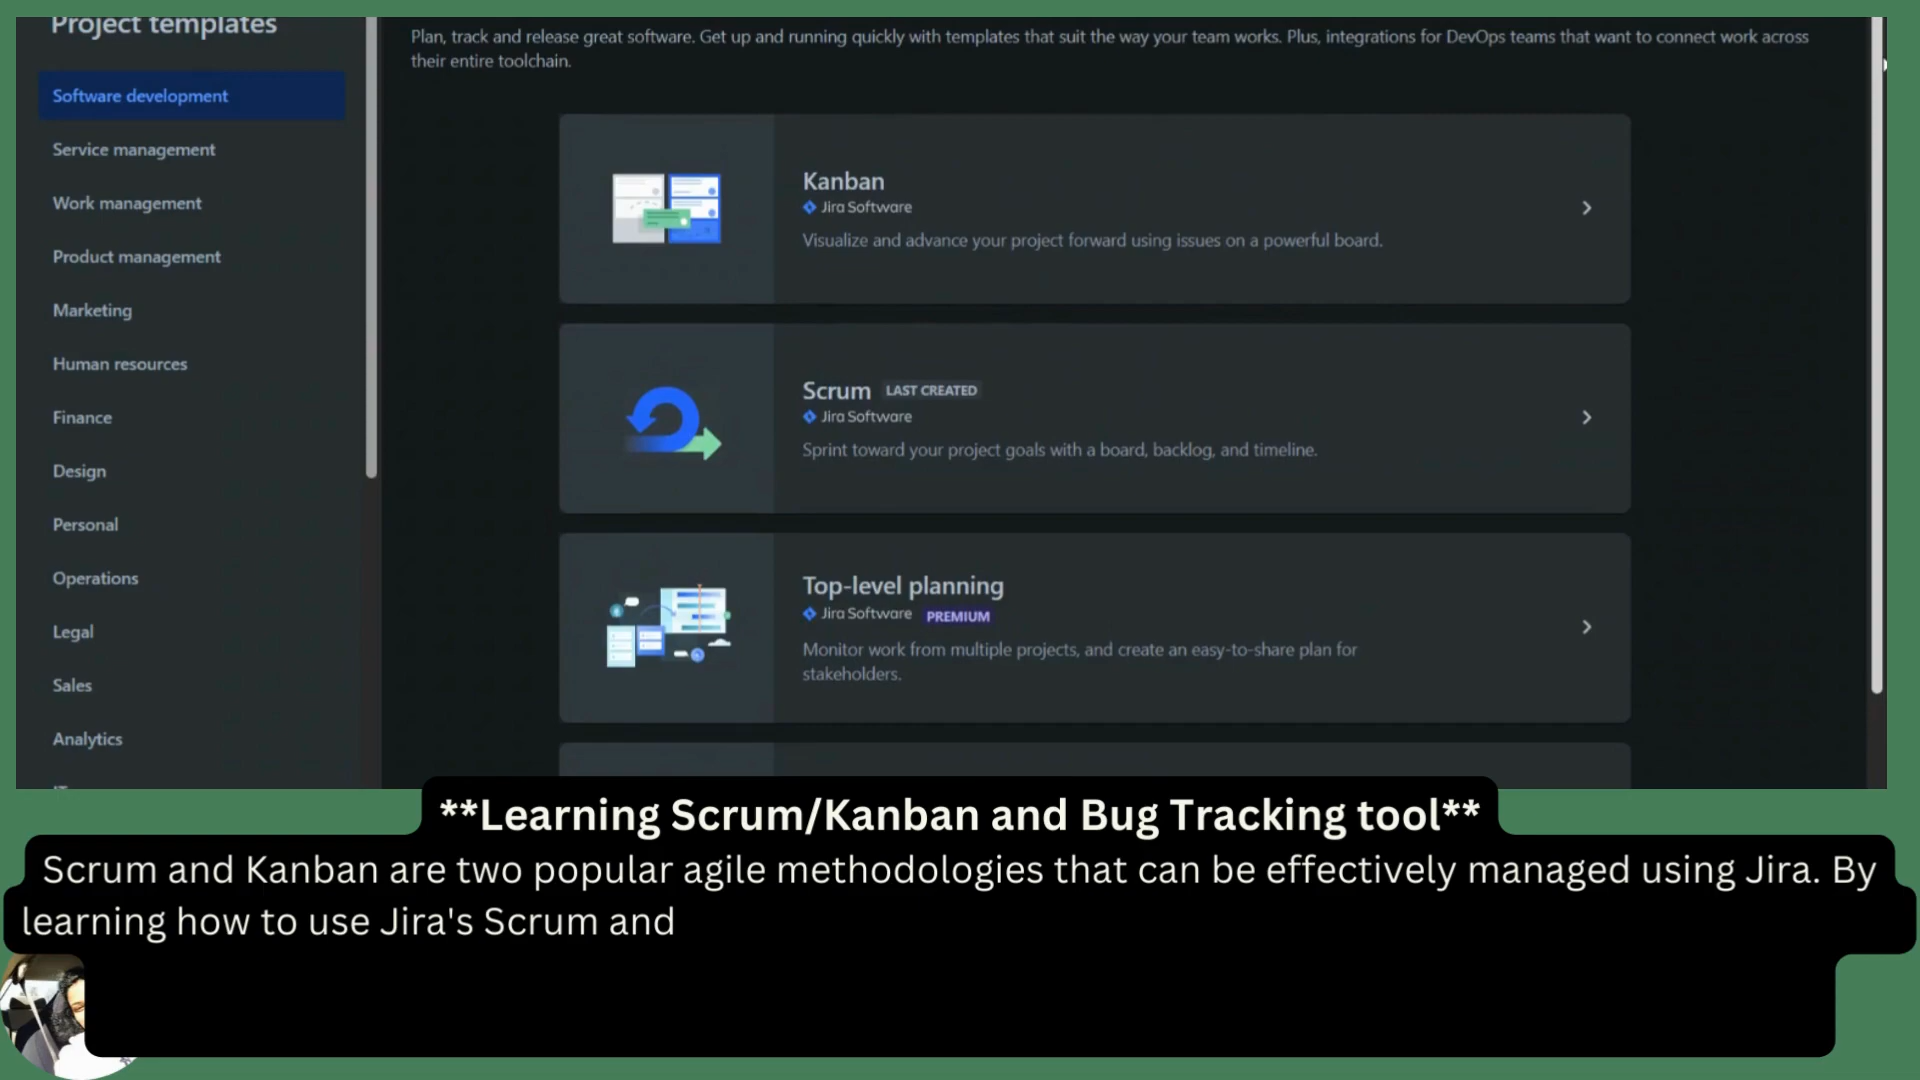 Project templates
Software development
Service management
Work management
Product management
Marketing
Human resources
Finance
Design
Personal
Operations
Legal
Sales
Analytics
Plan, track and release great software. Get up and running quickly with templates that suit the way your team works. Plus, integrations for DevOps teams that want to connect work across
their entire toolchain.
Kanban
Jira Software
Visualize and advance your project forward using issues on a powerful board.
Scrum LAST CREATED
Jira Software
Sprint toward your project goals with a board, backlog, and timeline.
Top-level planning
Jira Software PREMIUM
Monitor work from multiple projects, and create an easy-to-share plan for
stakeholders.
**Learning Scrum/Kanban and Bug Tracking tool**
Scrum and Kanban are two popular agile methodologies that can be effectively managed using Jira. By
learning how to use Jira's Scrum and